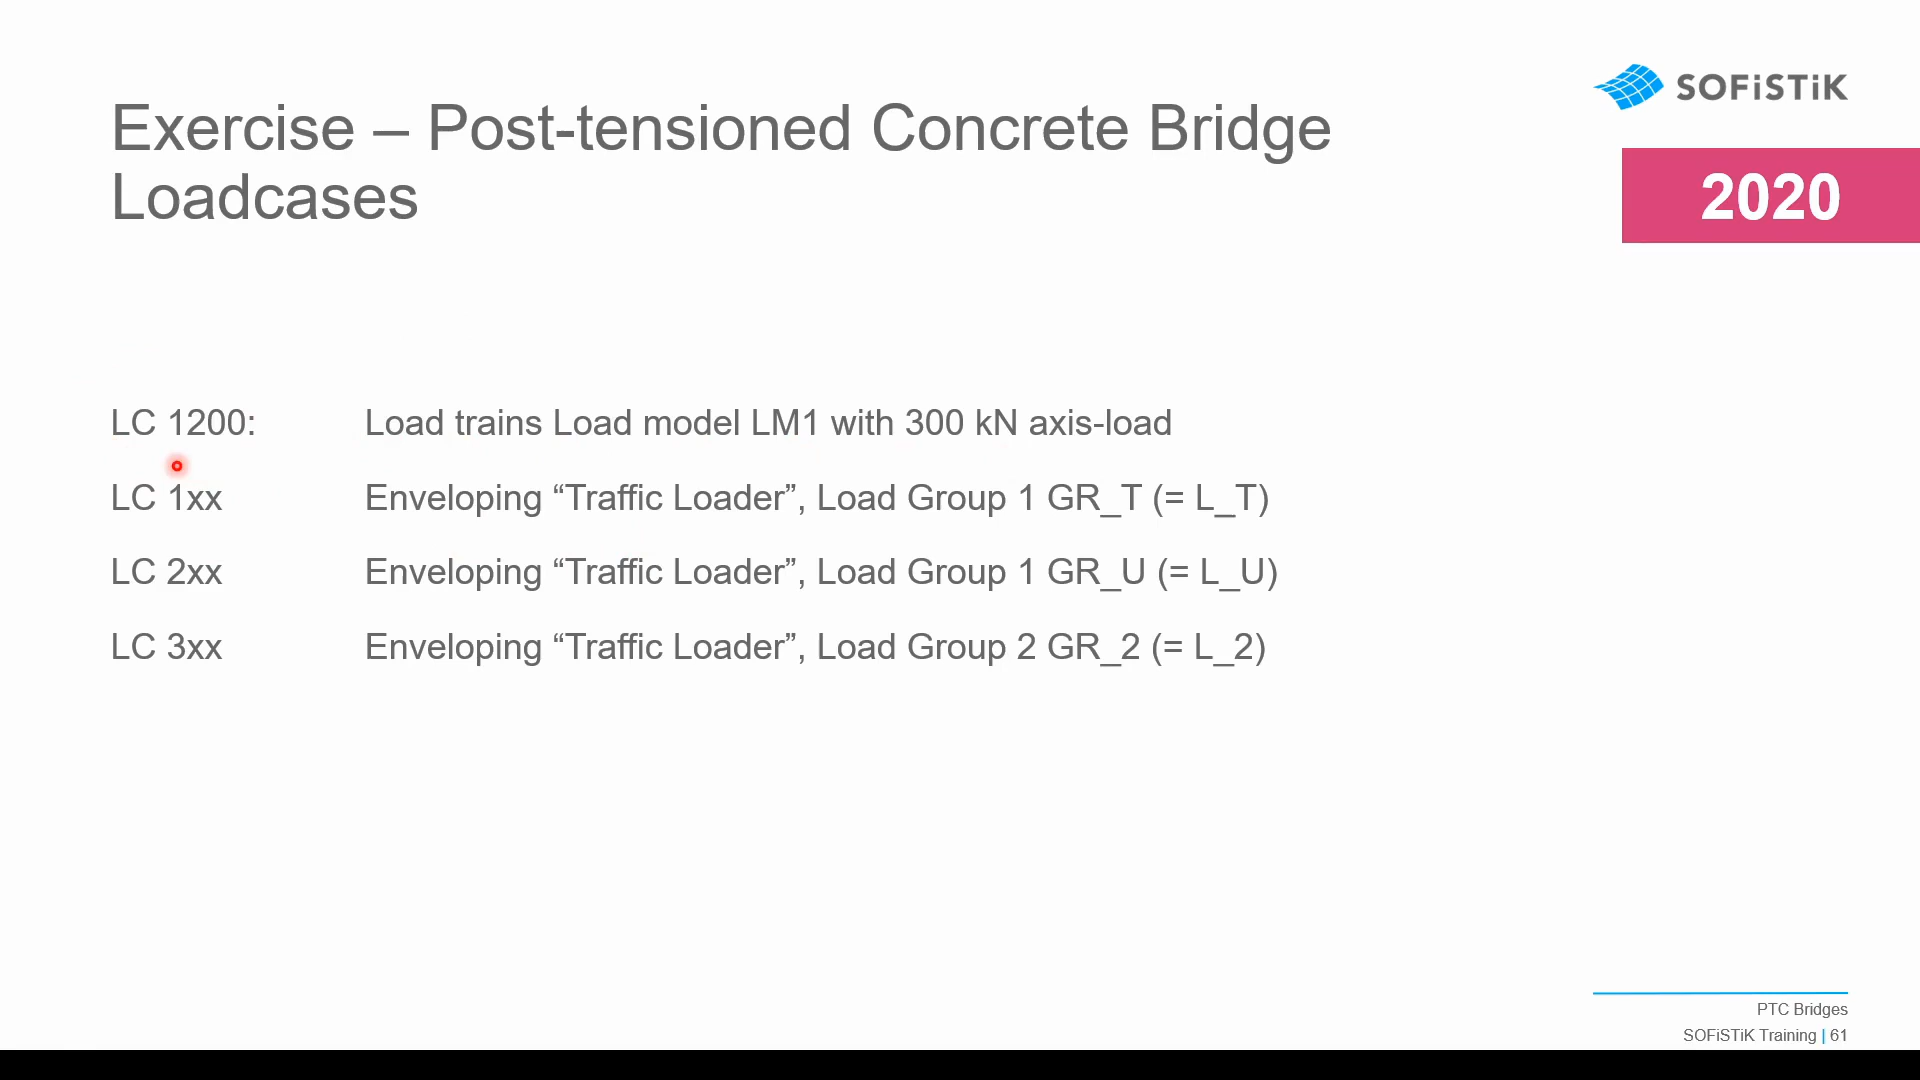 SOFiSTiK
Exercise – Post-tensioned Concrete Bridge
Loadcases
2020
LC 1200: Load trains Load model LM1 with 300 kN axis-load
LC 1xx Enveloping “Traffic Loader”, Load Group 1 GR_T (= L_T)
LC 2xx Enveloping “Traffic Loader”, Load Group 1 GR_U (= L_U)
LC 3xx Enveloping “Traffic Loader”, Load Group 2 GR_2 (= L_2)
PTC Bridges
SOFiSTiK Training | 61